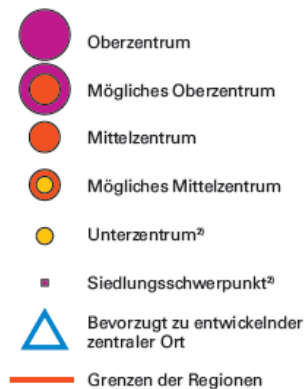 Oberzentrum
Mögliches Oberzentrum
Mittelzentrum
Mögliches Mittelzentrum
Unterzentrum²⁾
Siedlungsschwerpunkt²⁾
Bevorzugt zu entwickelnder
zentraler Ort
Grenzen der Regionen